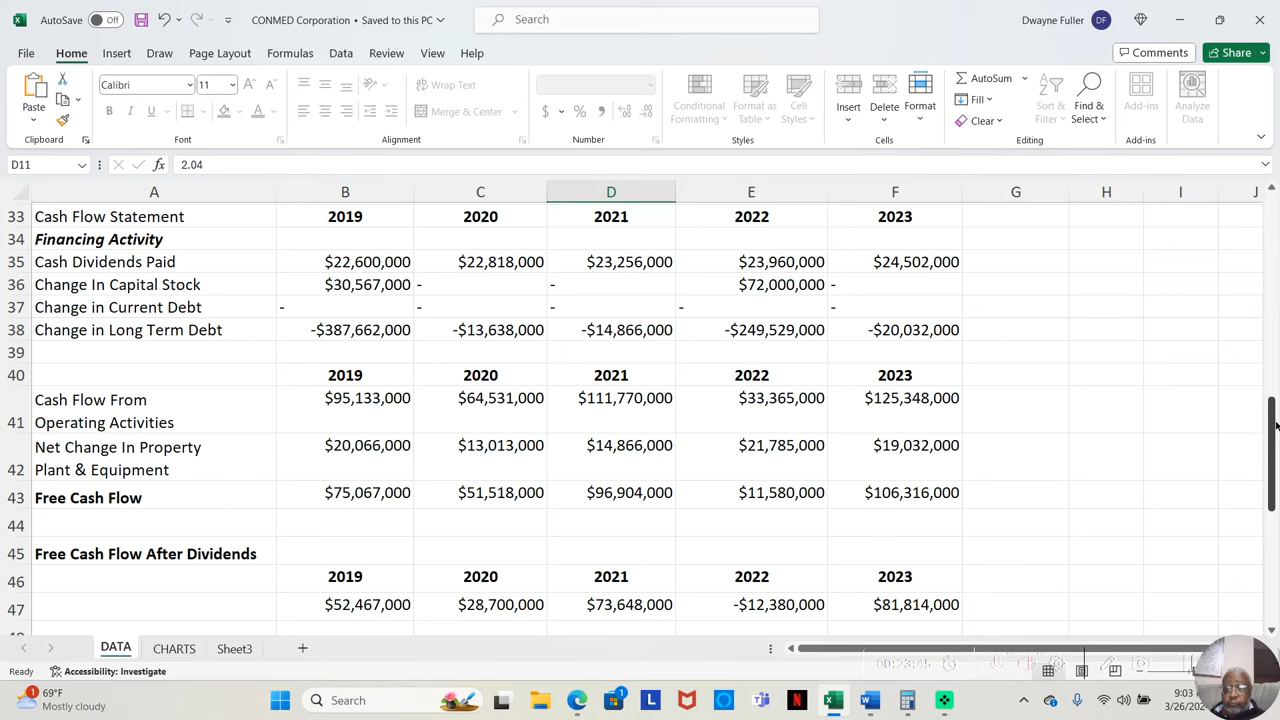 AutoSave Off CONMED Corporation • Saved to this PC Search Dwayne Fuller DF
File Home Insert Draw Page Layout Formulas Data Review View Help Comments Share
Paste Calibri 11 Wrap Text Merge & Center Conditional Formatting Format as Table Cell Styles Insert Delete Format AutoSum Fill Clear Sort & Filter Find & Select Add-ins Analyze Data
Clipboard Font Alignment Number Styles Cells Editing Add-ins
D11 fx 2.04
A B C D E F G H I J
33 Cash Flow Statement 2019 2020 2021 2022 2023
34 Financing Activity
35 Cash Dividends Paid $22,600,000 $22,818,000 $23,256,000 $23,960,000 $24,502,000
36 Change In Capital Stock $30,567,000 - - $72,000,000 -
37 Change in Current Debt - - - - -
38 Change in Long Term Debt -$387,662,000 -$13,638,000 -$14,866,000 -$249,529,000 -$20,032,000
39
40 2019 2020 2021 2022 2023
Cash Flow From $95,133,000 $64,531,000 $111,770,000 $33,365,000 $125,348,000
41 Operating Activities
Net Change In Property $20,066,000 $13,013,000 $14,866,000 $21,785,000 $19,032,000
42 Plant & Equipment
43 Free Cash Flow $75,067,000 $51,518,000 $96,904,000 $11,580,000 $106,316,000
44
45 Free Cash Flow After Dividends
46 2019 2020 2021 2022 2023
47 $52,467,000 $28,700,000 $73,648,000 -$12,380,000 $81,814,000
DATA CHARTS Sheet3
Ready Accessibility: Investigate 00:23:45
69°F Search 9:03
Mostly cloudy 3/26/20